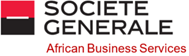 SOCIETE
GENERALE
African Business Services